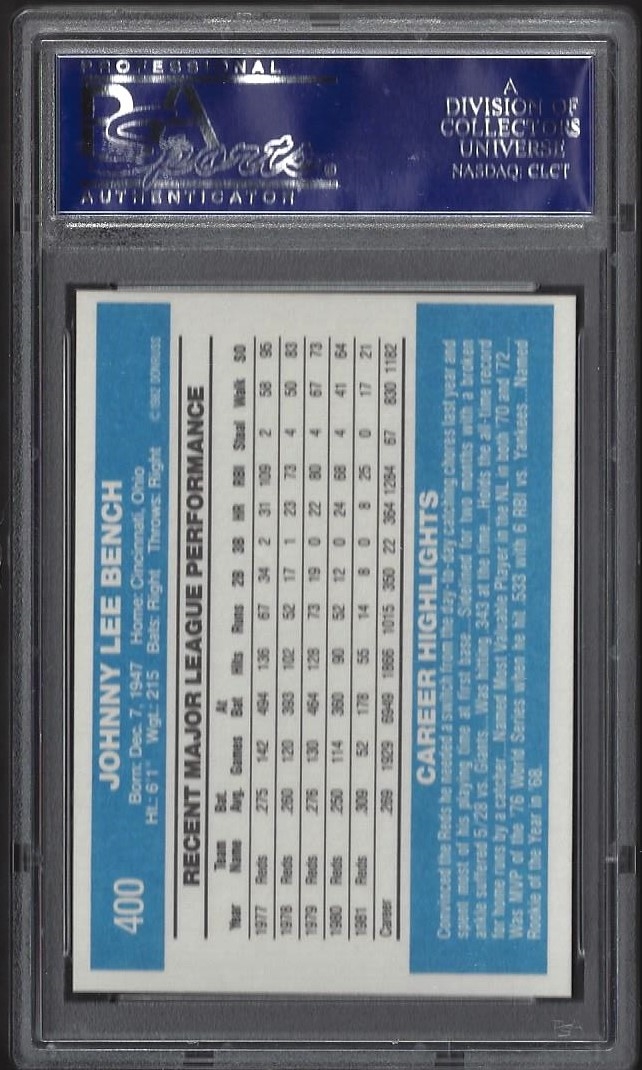 PROFESSIONAL
PSA
Sports®
AUTHENTICATOR
A
DIVISION OF
COLLECTORS
UNIVERSE
NASDAQ: CLCT
400
JOHNNY LEE BENCH
Born: Dec. 7, 1947 Home: Cincinnati, Ohio
Ht.: 6'1" Wgt.: 215 Bats: Right Throws: Right © 1982 DONRUSS
RECENT MAJOR LEAGUE PERFORMANCE
Year Team Name Bat. Avg. Games At Bat Hits Runs 2B 3B HR RBI Steal Walk SO
1977 Reds .275 142 494 136 67 34 2 31 109 2 58 95
1978 Reds .260 120 393 102 52 17 1 23 73 4 50 83
1979 Reds .276 130 464 128 73 19 0 22 80 4 67 73
1980 Reds .250 114 360 90 52 12 0 24 68 4 41 64
1981 Reds .309 52 178 55 14 8 0 8 25 0 17 21
Career .269 1929 6949 1866 1015 350 22 364 1284 67 830 1182
CAREER HIGHLIGHTS
Convinced the Reds he needed a switch from the day-to-day catching chores last year and
spent most of his playing time at first base...Sidelined for two months with a broken
ankle suffered 5/28 vs. Giants...Was hitting .343 at the time...Holds the all-time record
for home runs by a catcher...Named Most Valuable Player in the NL in both '70 and '72...
Was MVP of the '76 World Series when he hit .533 with 6 RBI vs. Yankees...Named
Rookie of the Year in '68.
PSA